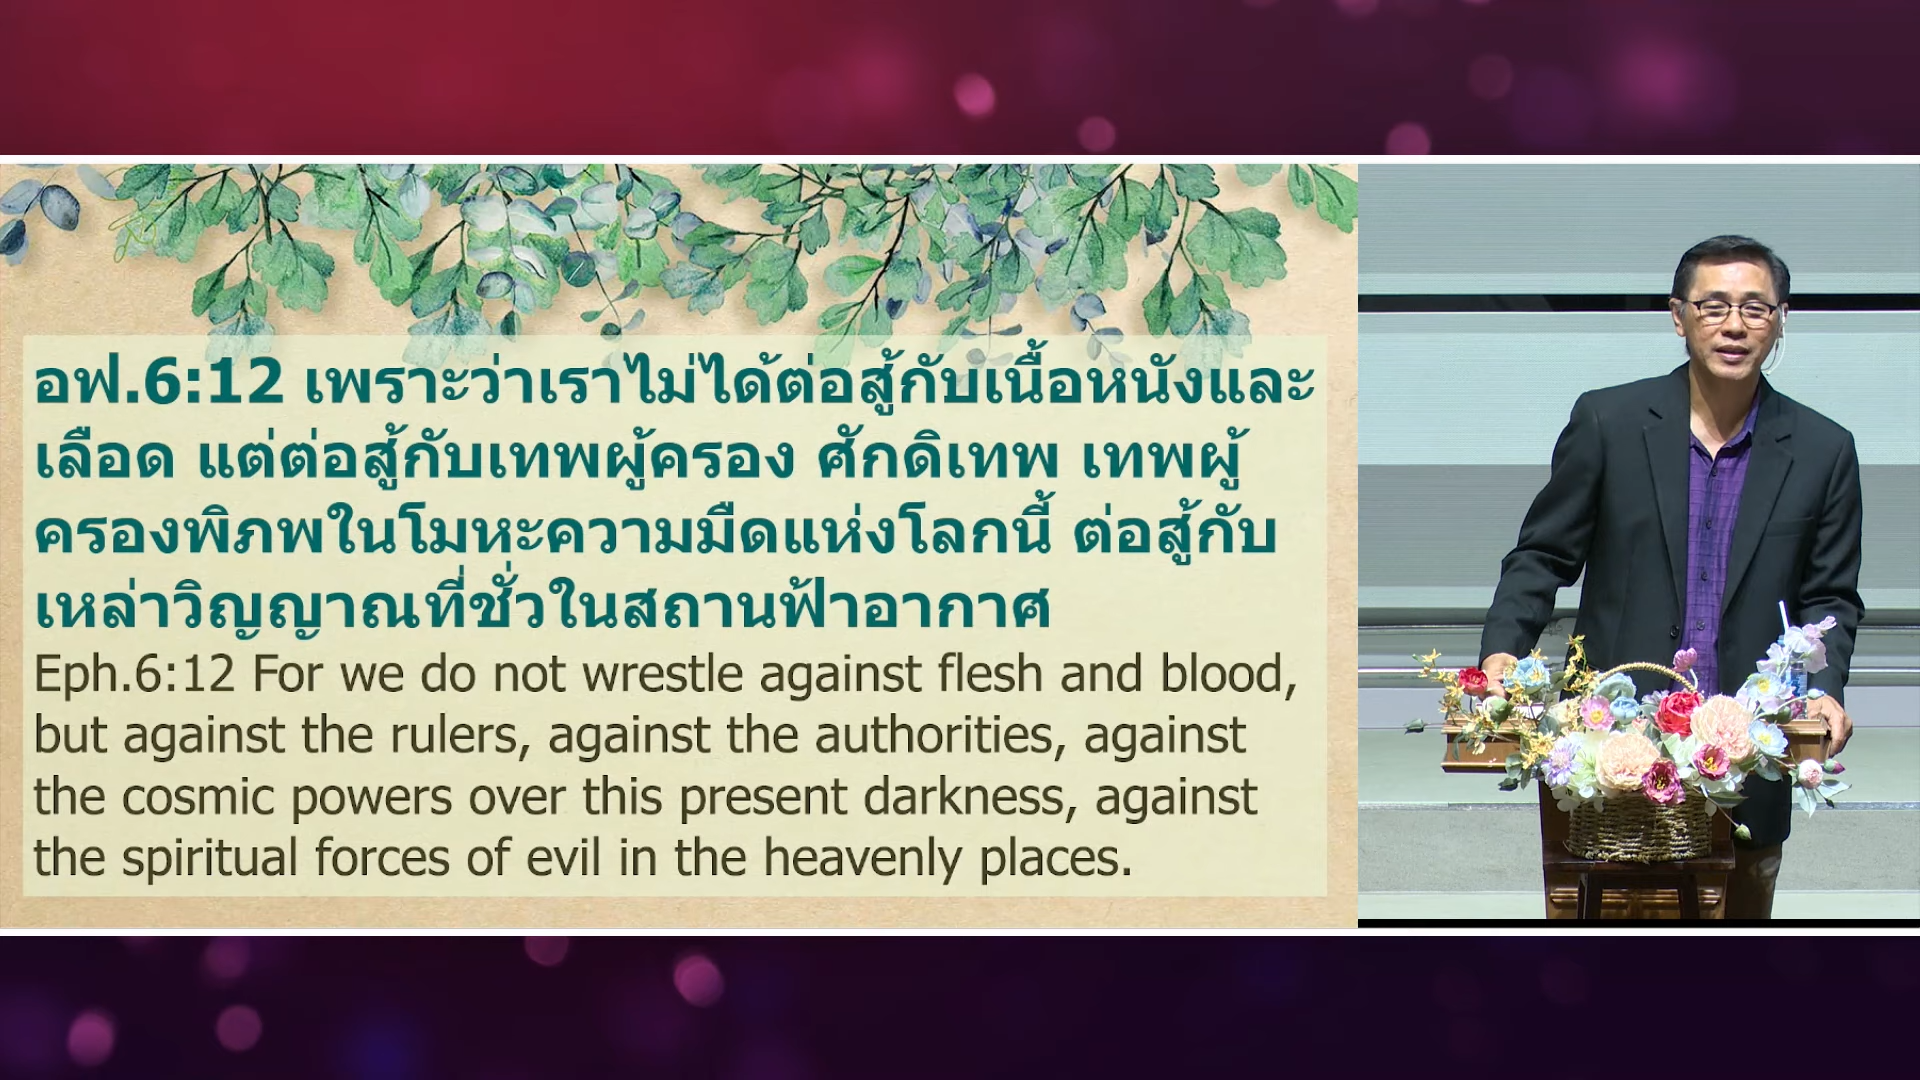 อฟ.6:12 เพราะว่าเราไม่ได้ต่อสู้กับเนื้อหนังและ
เลือด แต่ต่อสู้กับเทพผู้ครอง ศักดิเทพ เทพผู้
ครองพิภพในโมหะความมืดแห่งโลกนี้ ต่อสู้กับ
เหล่าวิญญาณที่ชั่วในสถานฟ้าอากาศ
Eph.6:12 For we do not wrestle against flesh and blood,
but against the rulers, against the authorities, against
the cosmic powers over this present darkness, against
the spiritual forces of evil in the heavenly places.